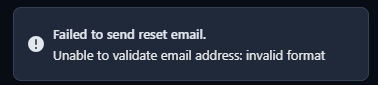 Failed to send reset email.
Unable to validate email address: invalid format